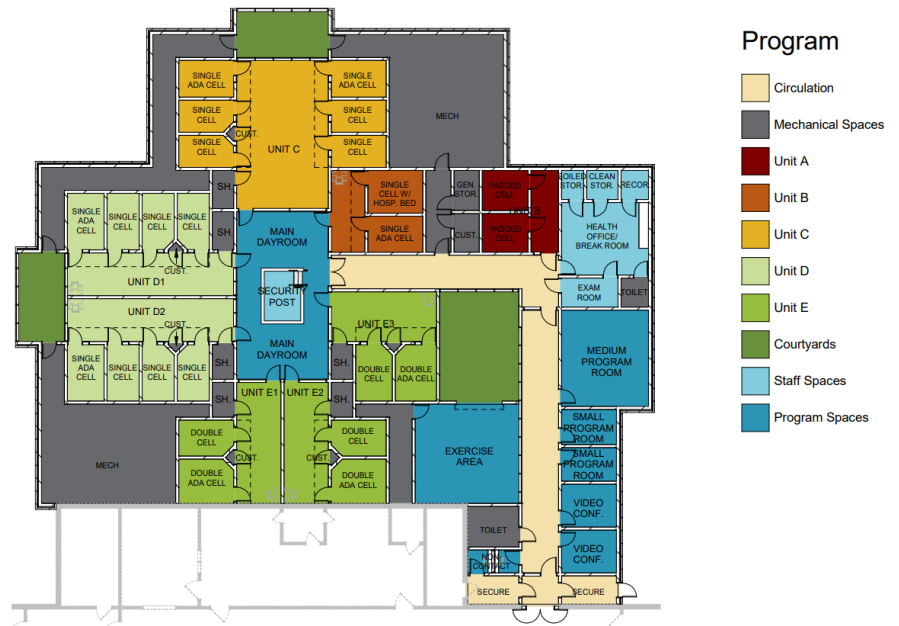 Program
Circulation
Mechanical Spaces
Unit A
Unit B
Unit C
Unit D
Unit E
Courtyards
Staff Spaces
Program Spaces
SINGLE
ADA CELL
SINGLE
ADA CELL
SINGLE
CELL
SINGLE
CELL
CUST.
SINGLE
CELL
SINGLE
CELL
UNIT C
MECH
SH.
SINGLE
CELL W/
HOSP. BED
GEN.
STOR
PADDED
CELL
SOILED
STOR.
CLEAN
STOR.
RECOR.
SINGLE
ADA CELL
CUST.
PADDED
CELL
HEALTH
OFFICE/
BREAK ROOM
SINGLE
ADA
CELL
SINGLE
CELL
SINGLE
CELL
SINGLE
CELL
SH.
MAIN
DAYROOM
CUST.
UNIT D1
SECURITY
POST
EXAM
ROOM
TOILET
UNIT D2
CUST.
UNIT E3
MAIN
DAYROOM
SINGLE
ADA
CELL
SINGLE
CELL
SINGLE
CELL
SINGLE
CELL
SH.
SH.
DOUBLE
CELL
DOUBLE
ADA CELL
MEDIUM
PROGRAM
ROOM
SH.
UNIT E1
UNIT E2
SH.
SMALL
PROGRAM
ROOM
DOUBLE
CELL
DOUBLE
CELL
EXERCISE
AREA
MECH
CUST.
CUST.
SMALL
PROGRAM
ROOM
DOUBLE
ADA CELL
DOUBLE
ADA CELL
VIDEO
CONF.
TOILET
VIDEO
CONF.
NON-
CONTACT
SECURE
SECURE